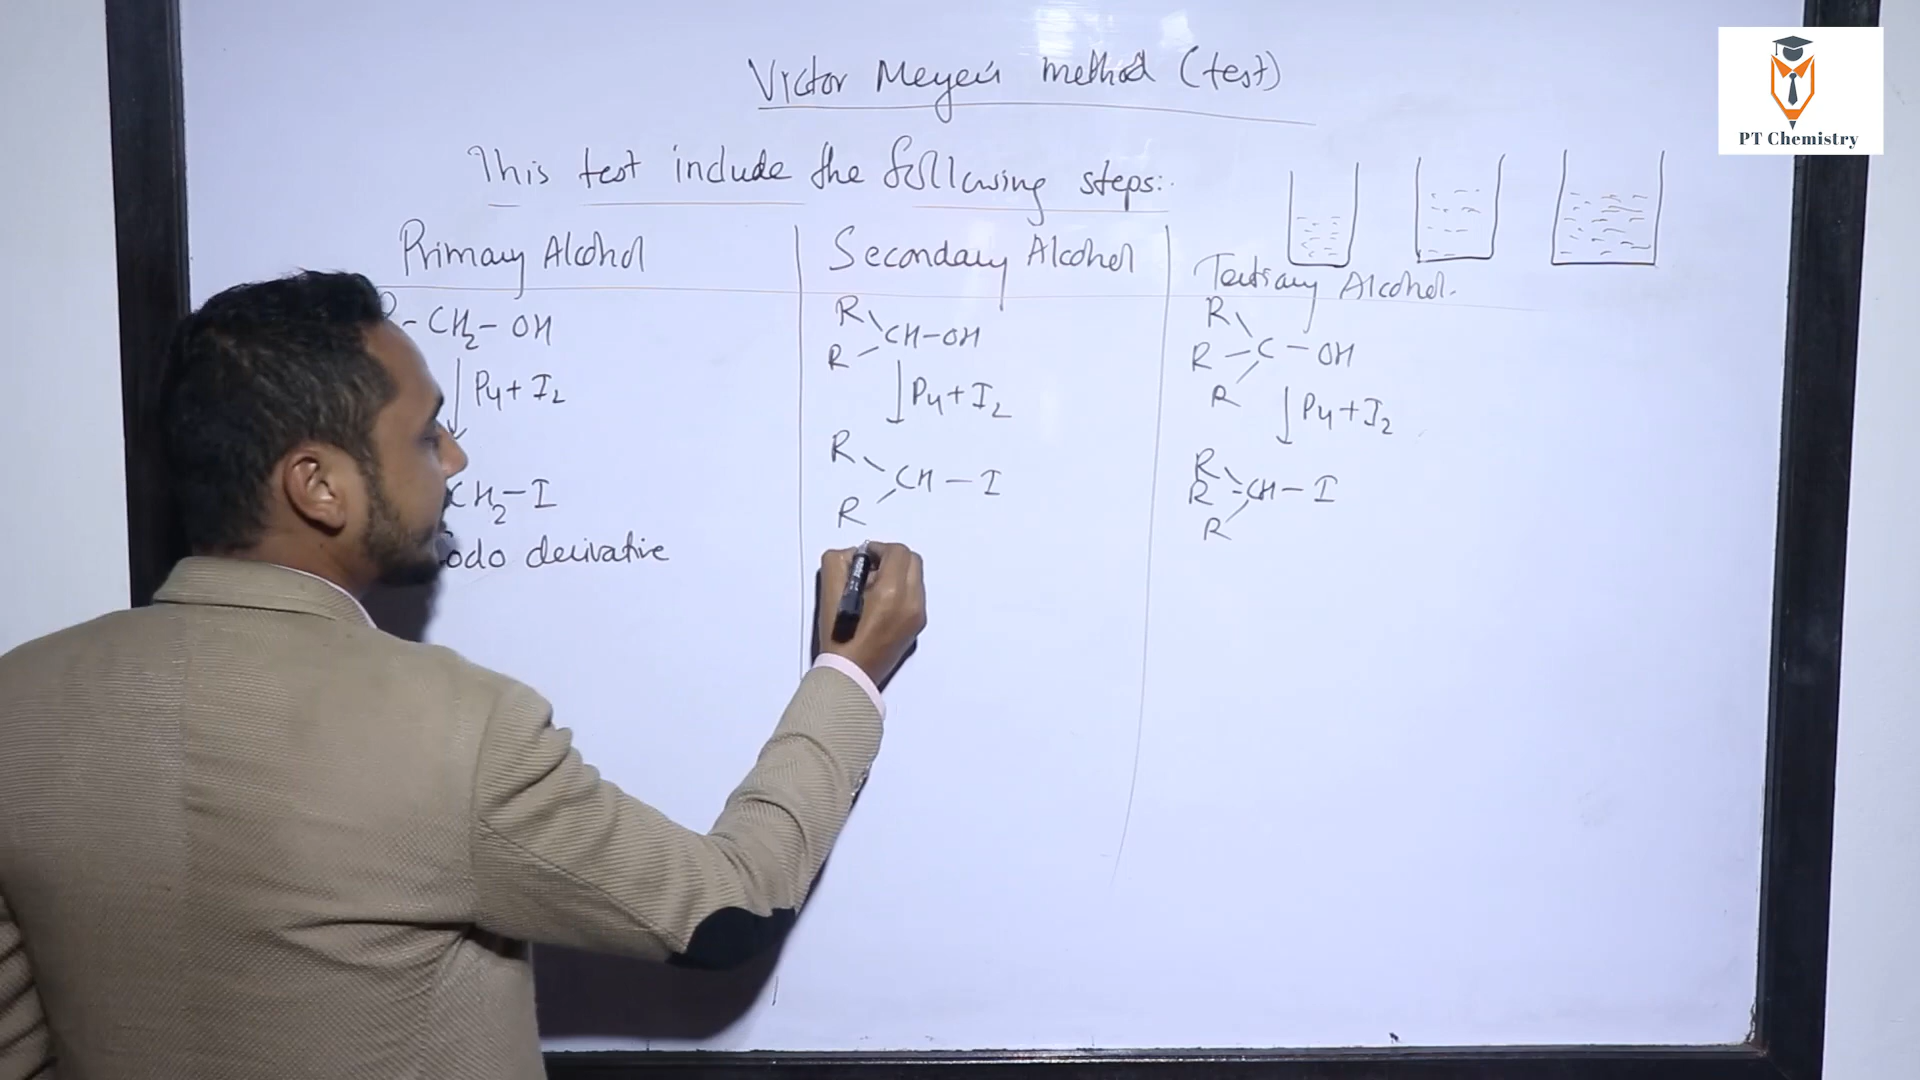 Victor Meyer's method (test)
This test include the following steps:
Primary Alcohol
R-CH2-OH
P4+I2
CH2-I
odo derivative
Secondary Alcohol
R
CH-OH
R
P4+I2
R
CH-I
R
Tertiary Alcohol.
R
R-C-OH
R
P4+I2
R
R-CH-I
R
PT Chemistry